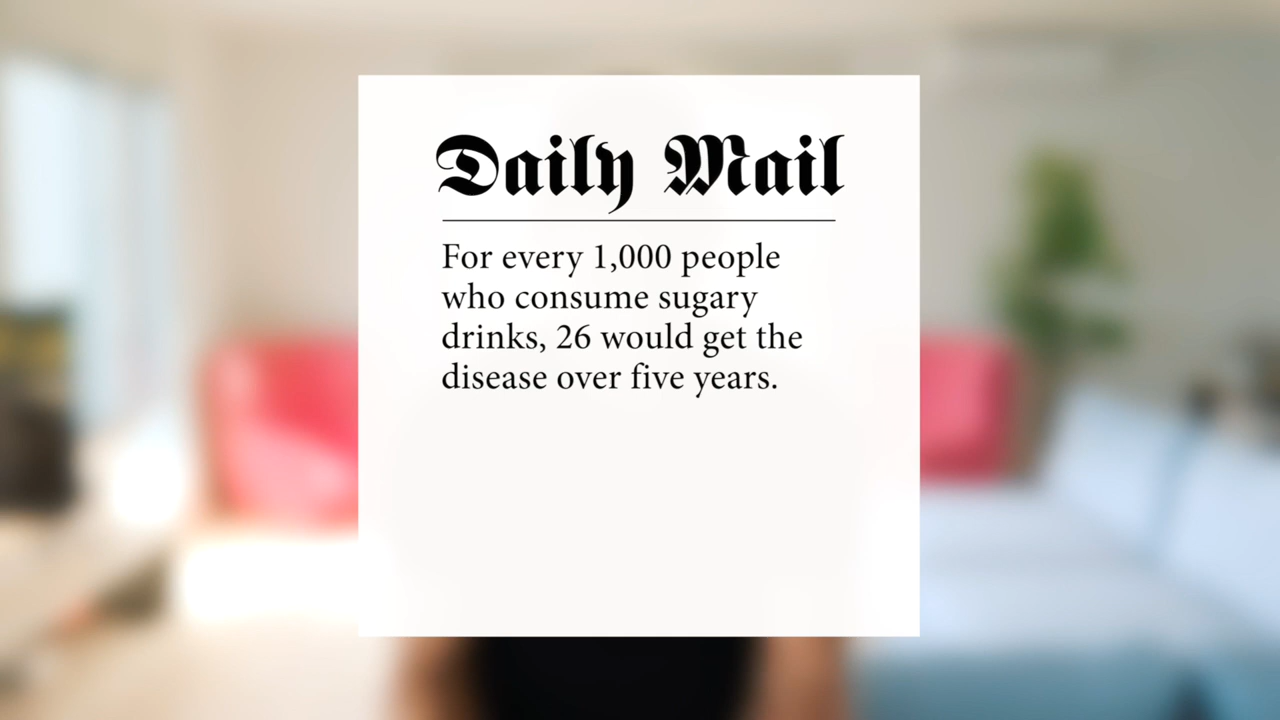 Daily Mail
For every 1,000 people
who consume sugary
drinks, 26 would get the
disease over five years.